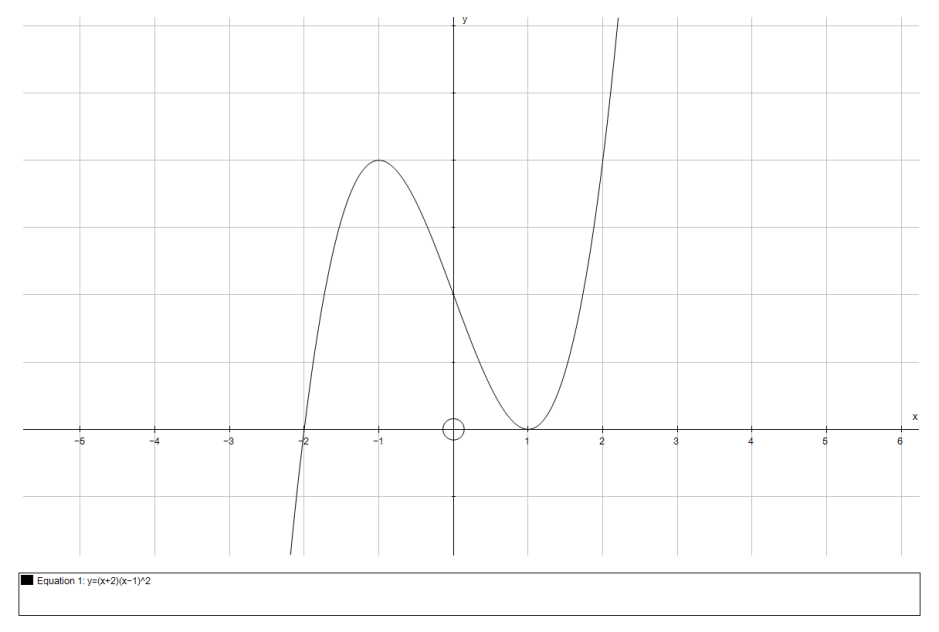 y
x
−5 −4 −3 −2 −1 1 2 3 4 5 6
Equation 1: y=(x+2)(x−1)^2